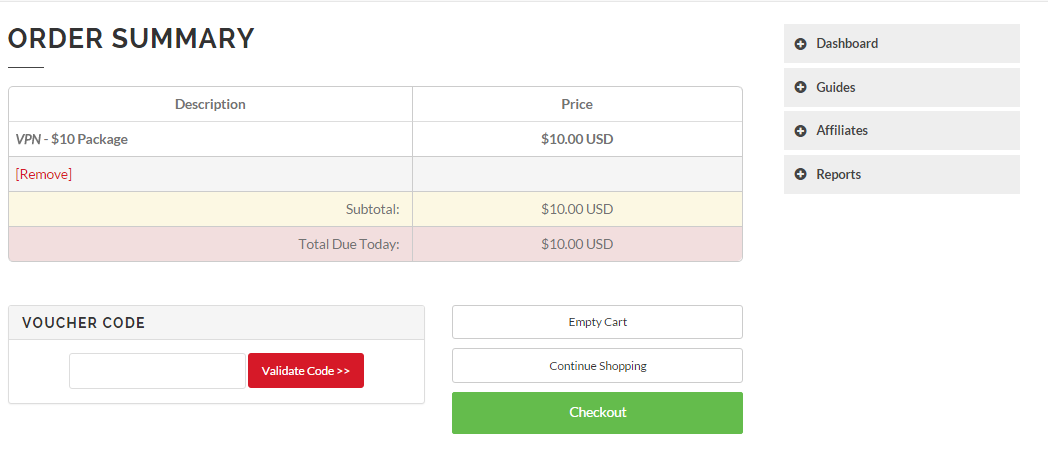 ORDER SUMMARY
Description Price
VPN - $10 Package $10.00 USD
[Remove]
Subtotal: $10.00 USD
Total Due Today: $10.00 USD
VOUCHER CODE
Validate Code >>
Empty Cart
Continue Shopping
Checkout
Dashboard
Guides
Affiliates
Reports